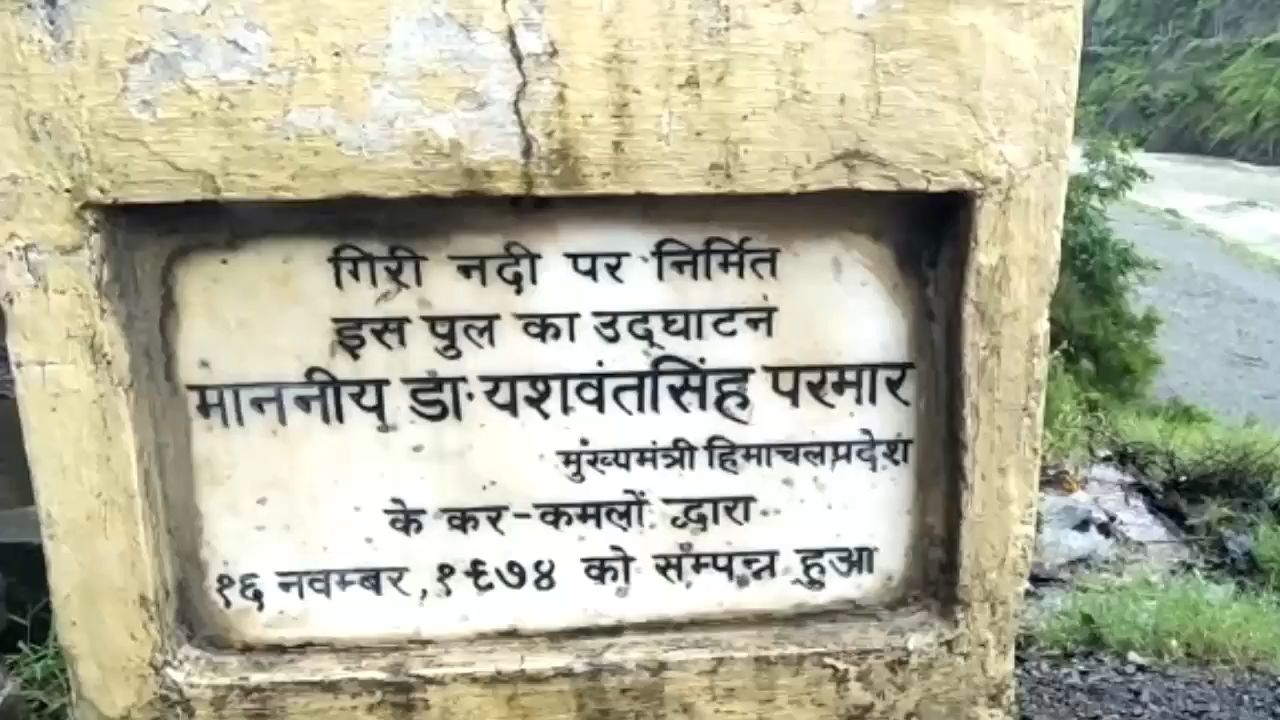 गिरी नदी पर निर्मित
इस पुल का उद्घाटन
माननीय डा. यशवंतसिंह परमार
मुख्यमंत्री हिमाचलप्रदेश
के कर-कमलों द्वारा
१६ नवम्बर, १९७४ को सम्पन्न हुआ